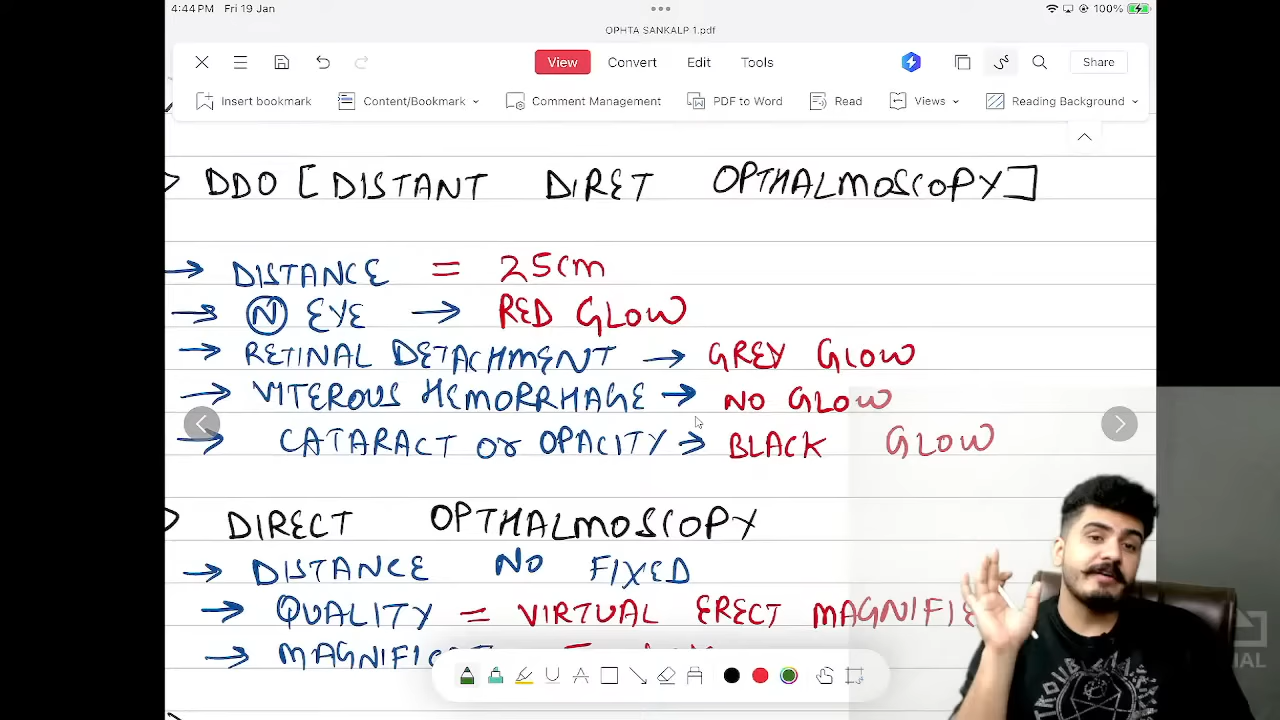 4:44 PM Fri 19 Jan
100%
OPHTA SANKALP 1.pdf
View Convert Edit Tools
Share
Insert bookmark Content/Bookmark Comment Management PDF to Word Read Views Reading Background
DDO [DISTANT DIRET OPTHALMOSCOPY]
→ DISTANCE = 25cm
→ N EYE → RED GLOW
→ RETINAL DETACHMENT → GREY GLOW
→ VITEROUS HEMORRHAGE → NO GLOW
→ CATARACT or OPACITY → BLACK GLOW
DIRECT OPTHALMOSCOPY
→ DISTANCE NO FIXED
→ QUALITY = VIRTUAL ERECT MAGNIFIE
→ MAGNIFICAT